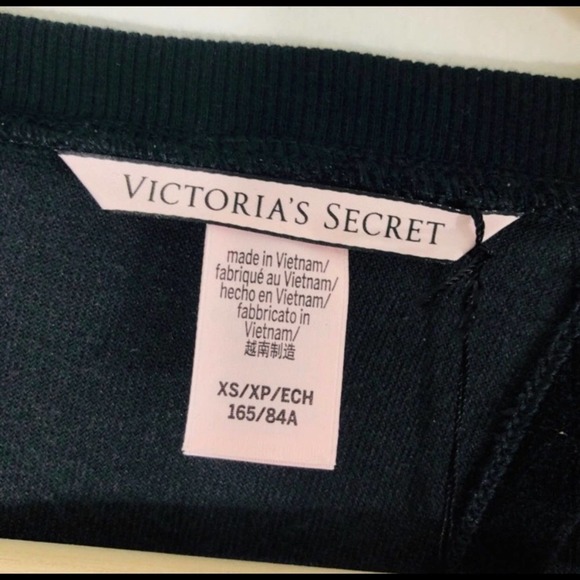 VICTORIA'S SECRET
made in Vietnam/
fabriqué au Vietnam/
hecho en Vietnam/
fabbricato in
Vietnam/
越南制造
XS/XP/ECH
165/84A